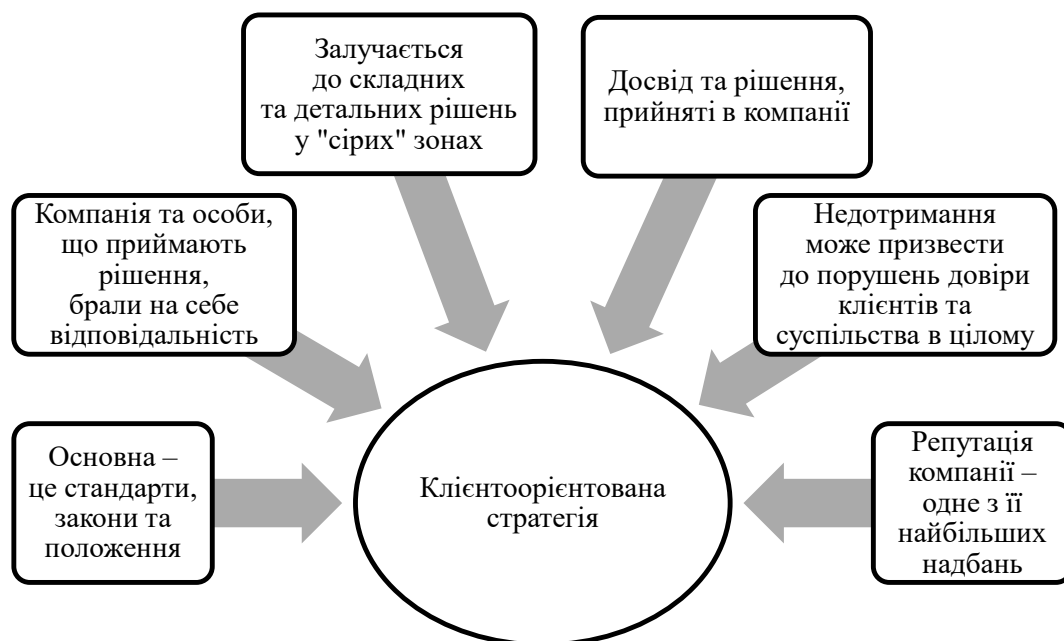 Залучається
до складних
та детальних рішень
у "сірих" зонах
Досвід та рішення,
прийняті в компанії
Компанія та особи,
що приймають
рішення,
брали на себе
відповідальність
Недотримання
може призвести
до порушень довіри
клієнтів та
суспільства в цілому
Основна –
це стандарти,
закони та
положення
Клієнтоорієнтована
стратегія
Репутація
компанії –
одне з її
найбільших
надбань